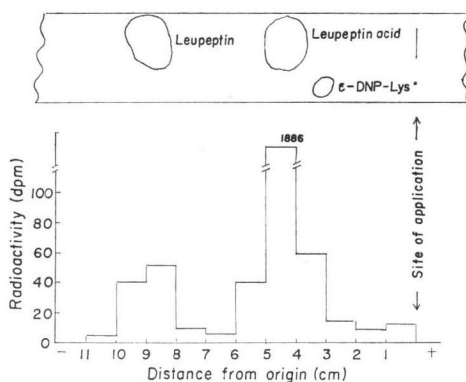 Leupeptin
Leupeptin acid
ε-DNP-Lys*
1886
Radioactivity (dpm)
100
80
60
40
20
0
Site of application
- 11 10 9 8 7 6 5 4 3 2 1 +
Distance from origin (cm)